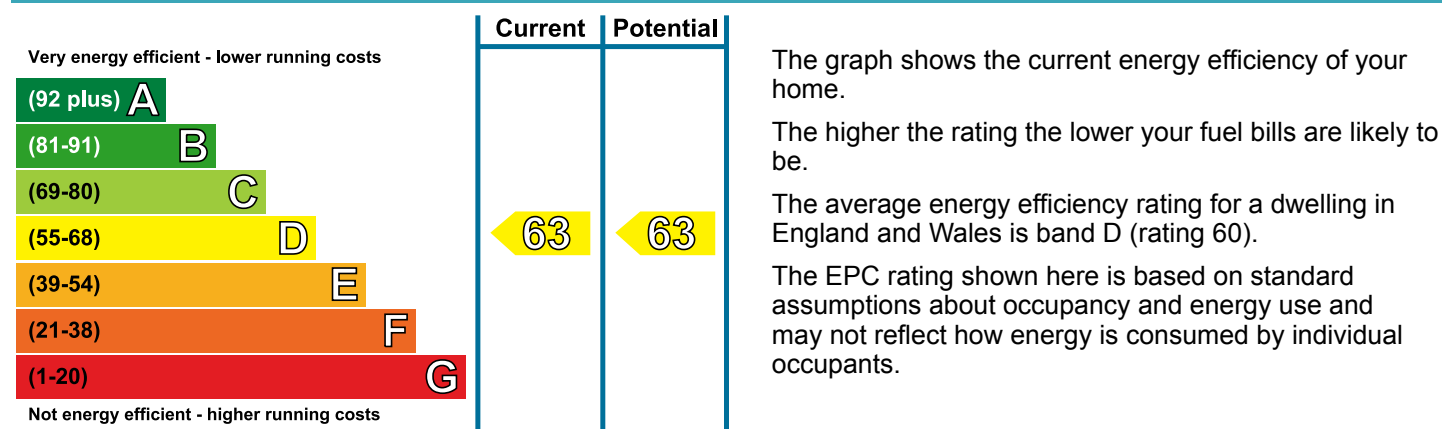 Current Potential
Very energy efficient - lower running costs
(92 plus) A
(81-91) B
(69-80) C
(55-68) D
63 63
(39-54) E
(21-38) F
(1-20) G
Not energy efficient - higher running costs
The graph shows the current energy efficiency of your
home.
The higher the rating the lower your fuel bills are likely to
be.
The average energy efficiency rating for a dwelling in
England and Wales is band D (rating 60).
The EPC rating shown here is based on standard
assumptions about occupancy and energy use and
may not reflect how energy is consumed by individual
occupants.